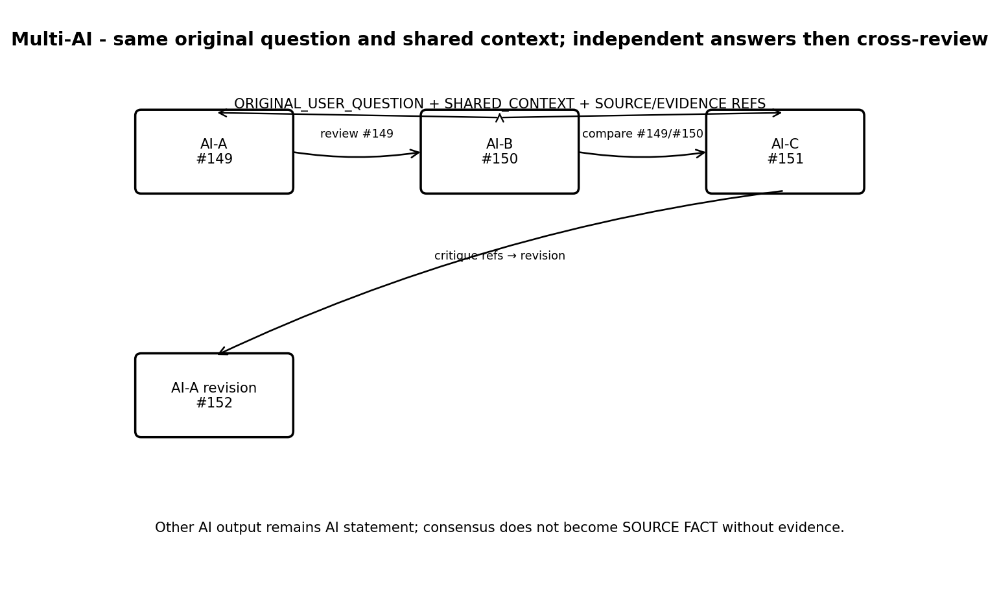 Multi-AI - same original question and shared context; independent answers then cross-review
ORIGINAL_USER_QUESTION + SHARED_CONTEXT + SOURCE/EVIDENCE REFS
AI-A
#149
review #149
AI-B
#150
compare #149/#150
AI-C
#151
critique refs → revision
AI-A revision
#152
Other AI output remains AI statement; consensus does not become SOURCE FACT without evidence.